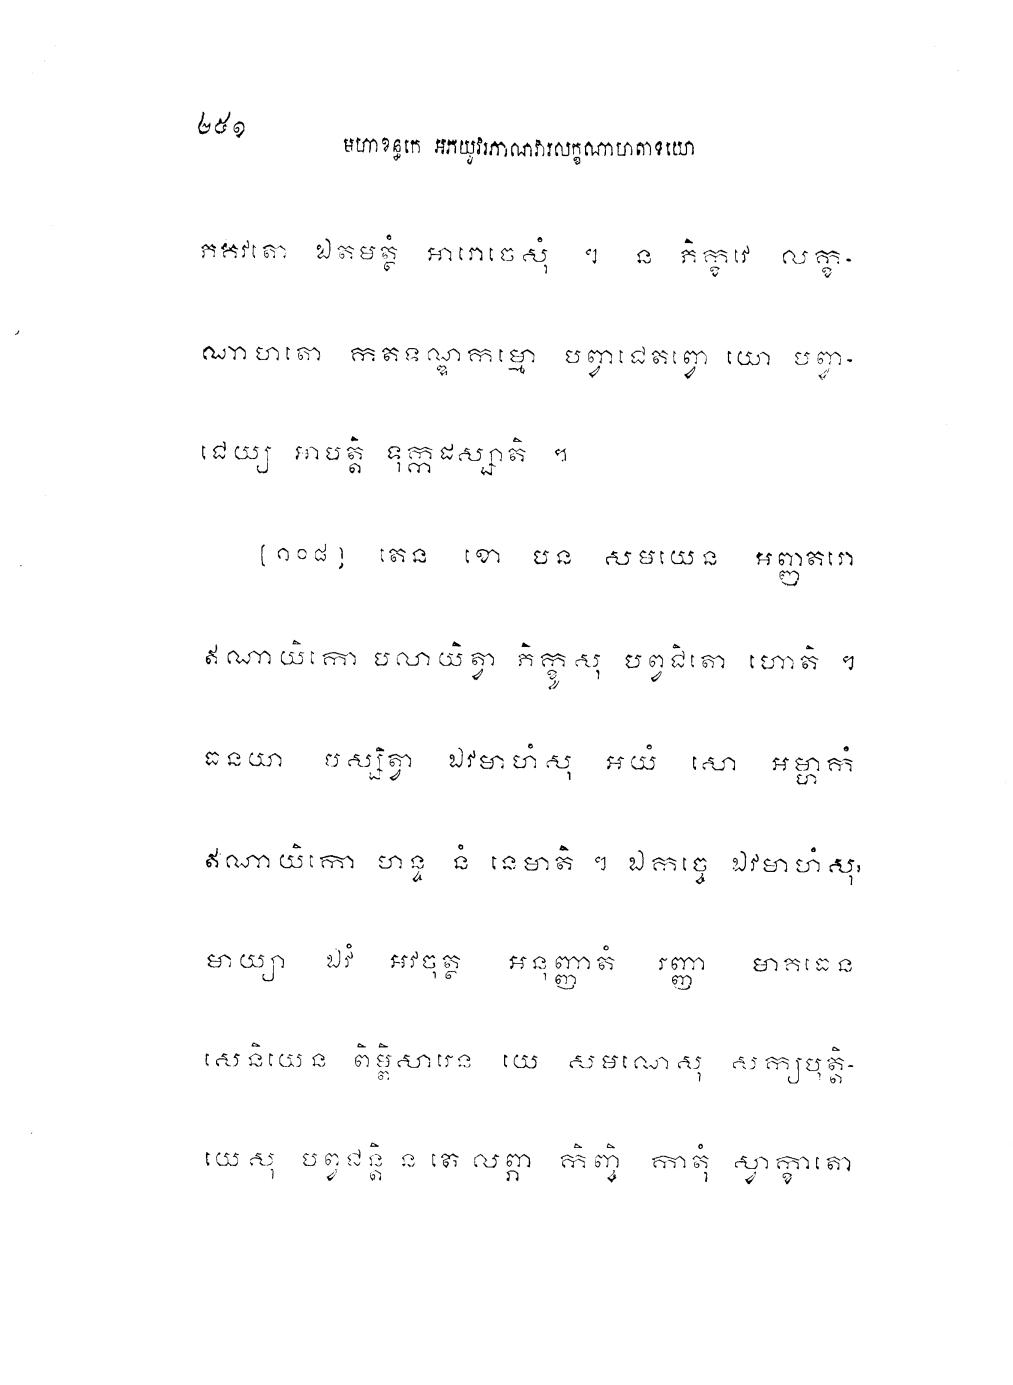 ២៥១
មហាខន្ធកេ អភយូវរភាណវារលក្ខណាហតាទយោ
ភគវតោ ឯតមត្ថំ អារោចេសុំ ។ ន ភិក្ខវេ លក្ខ-
ណាហតោ កតទណ្ឌកម្មោ បព្វាជេតព្វោ យោ បព្វា-
ជេយ្យ អាបត្តិ ទុក្កដស្សាតិ ។
[១០៨] តេន ខោ បន សមយេន អញ្ញតរោ
ឥណាយិកោ បលាយិត្វា ភិក្ខូសុ បព្វជិតោ ហោតិ ។
ធនយា បស្សិត្វា ឯវមាហំសុ អយំ សោ អម្ហាកំ
ឥណាយិកោ ហន្ទ នំ នេមាតិ ។ ឯកច្ចេ ឯវមាហំសុ
មាយ្យា ឯវំ អវចុត្ថ អនុញ្ញាតំ រញ្ញា មាគធេន
សេនិយេន ពិម្ពិសារេន យេ សមណេសុ សក្យបុត្តិ-
យេសុ បព្វជន្តិ ន តេ លព្ភា កិញ្ចិ កាតុំ ស្វាក្ខាតោ